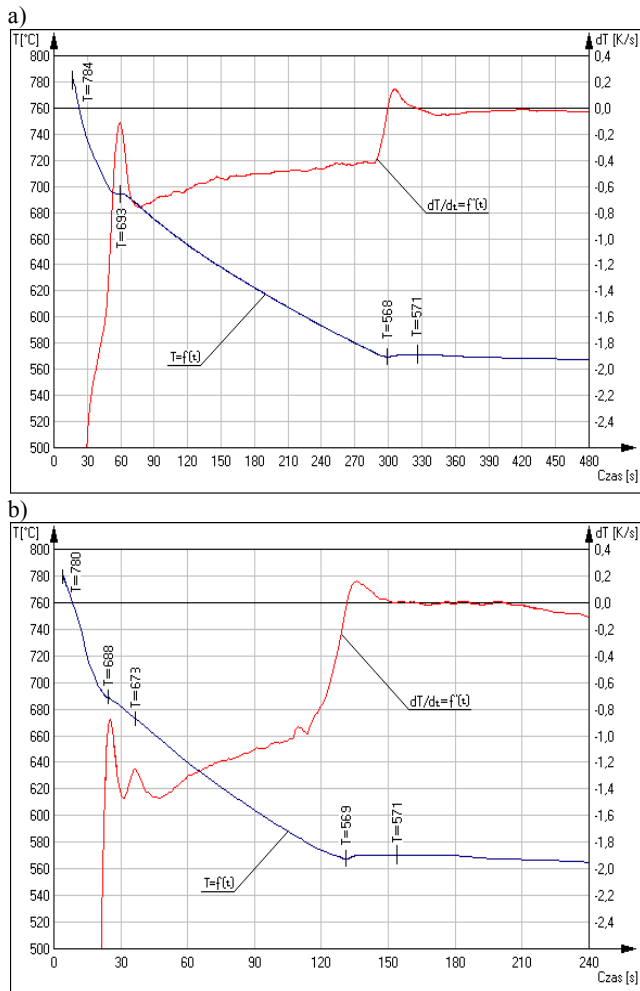 a)
T[°C]
dT [K/s]
800
0,4
780
0,2
T=784
760
0,0
740
-0,2
720
-0,4
700
-0,6
dT/dt=f'(t)
680
-0,8
T=693
660
-1,0
640
-1,2
620
-1,4
600
-1,6
T=568
T=571
580
-1,8
T=f(t)
560
-2,0
540
-2,2
520
-2,4
500
0 30 60 90 120 150 180 210 240 270 300 330 360 390 420 450 480
Czas [s]
b)
T[°C]
dT [K/s]
800
0,4
780
0,2
T=780
760
0,0
740
-0,2
720
-0,4
700
-0,6
T=688
T=673
dT/dt=f'(t)
680
-0,8
660
-1,0
640
-1,2
620
-1,4
600
-1,6
T=569
T=571
580
-1,8
T=f(t)
560
-2,0
540
-2,2
520
-2,4
500
0 30 60 90 120 150 180 210 240
Czas [s]